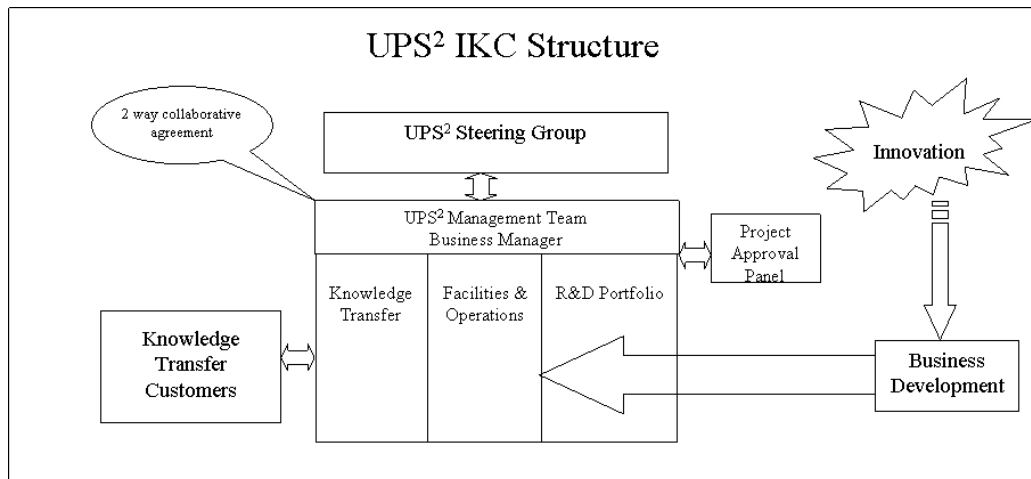 UPS² IKC Structure
2 way collaborative
agreement
UPS² Steering Group
Innovation
UPS² Management Team
Business Manager
Project
Approval
Panel
Knowledge
Transfer
Facilities &
Operations
R&D Portfolio
Knowledge
Transfer
Customers
Business
Development